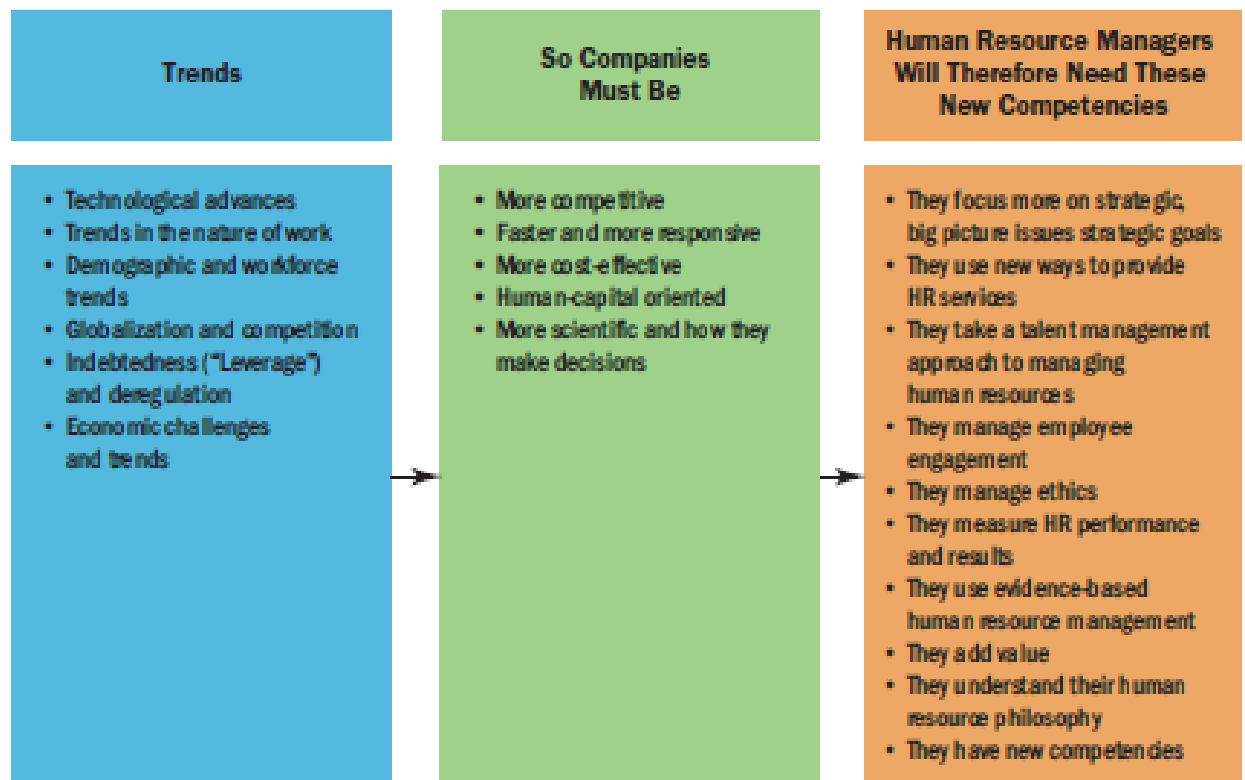 Trends
So Companies
Must Be
Human Resource Managers
Will Therefore Need These
New Competencies
• Technological advances
• Trends in the nature of work
• Demographic and workforce
trends
• Globalization and competition
• Indebtedness (“Leverage”)
and deregulation
• Economic challenges
and trends
• More competitive
• Faster and more responsive
• More cost-effective
• Human-capital oriented
• More scientific and how they
make decisions
• They focus more on strategic,
big picture issues strategic goals
• They use new ways to provide
HR services
• They take a talent management
approach to managing
human resources
• They manage employee
engagement
• They manage ethics
• They measure HR performance
and results
• They use evidence-based
human resource management
• They add value
• They understand their human
resource philosophy
• They have new competencies